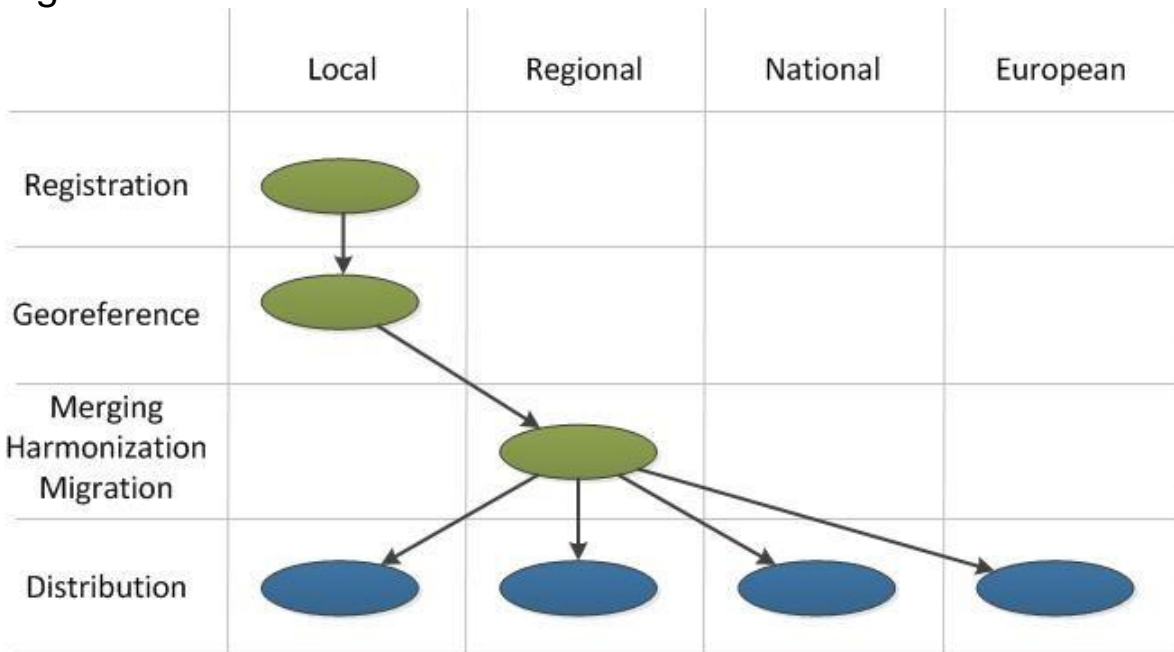 Local Regional National European
Registration
Georeference
Merging
Harmonization
Migration
Distribution